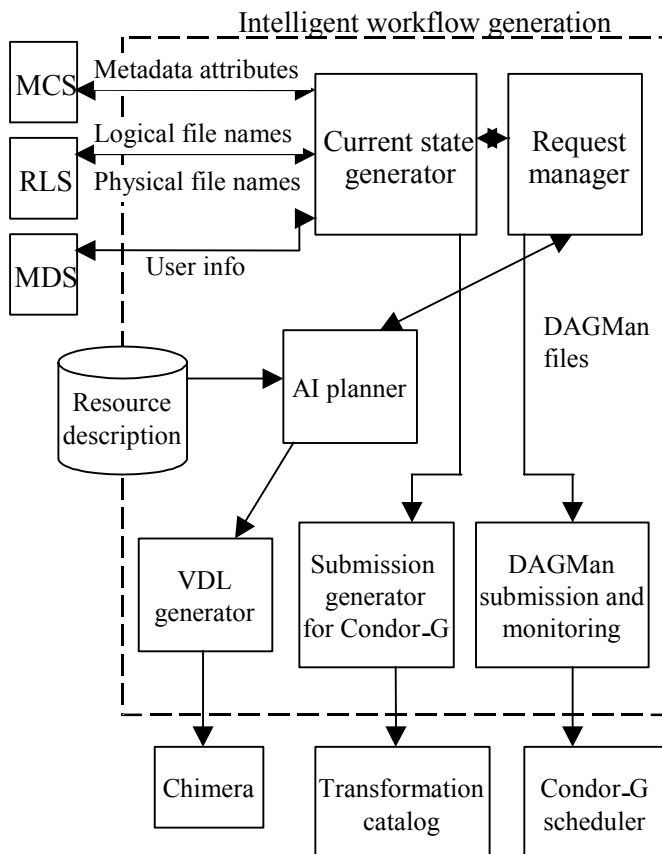 Intelligent workflow generation
MCS
Metadata attributes
RLS
Logical file names
Physical file names
MDS
User info
Current state
generator
Request
manager
DAGMan
files
Resource
description
AI planner
VDL
generator
Submission
generator
for Condor-G
DAGMan
submission and
monitoring
Chimera
Transformation
catalog
Condor-G
scheduler